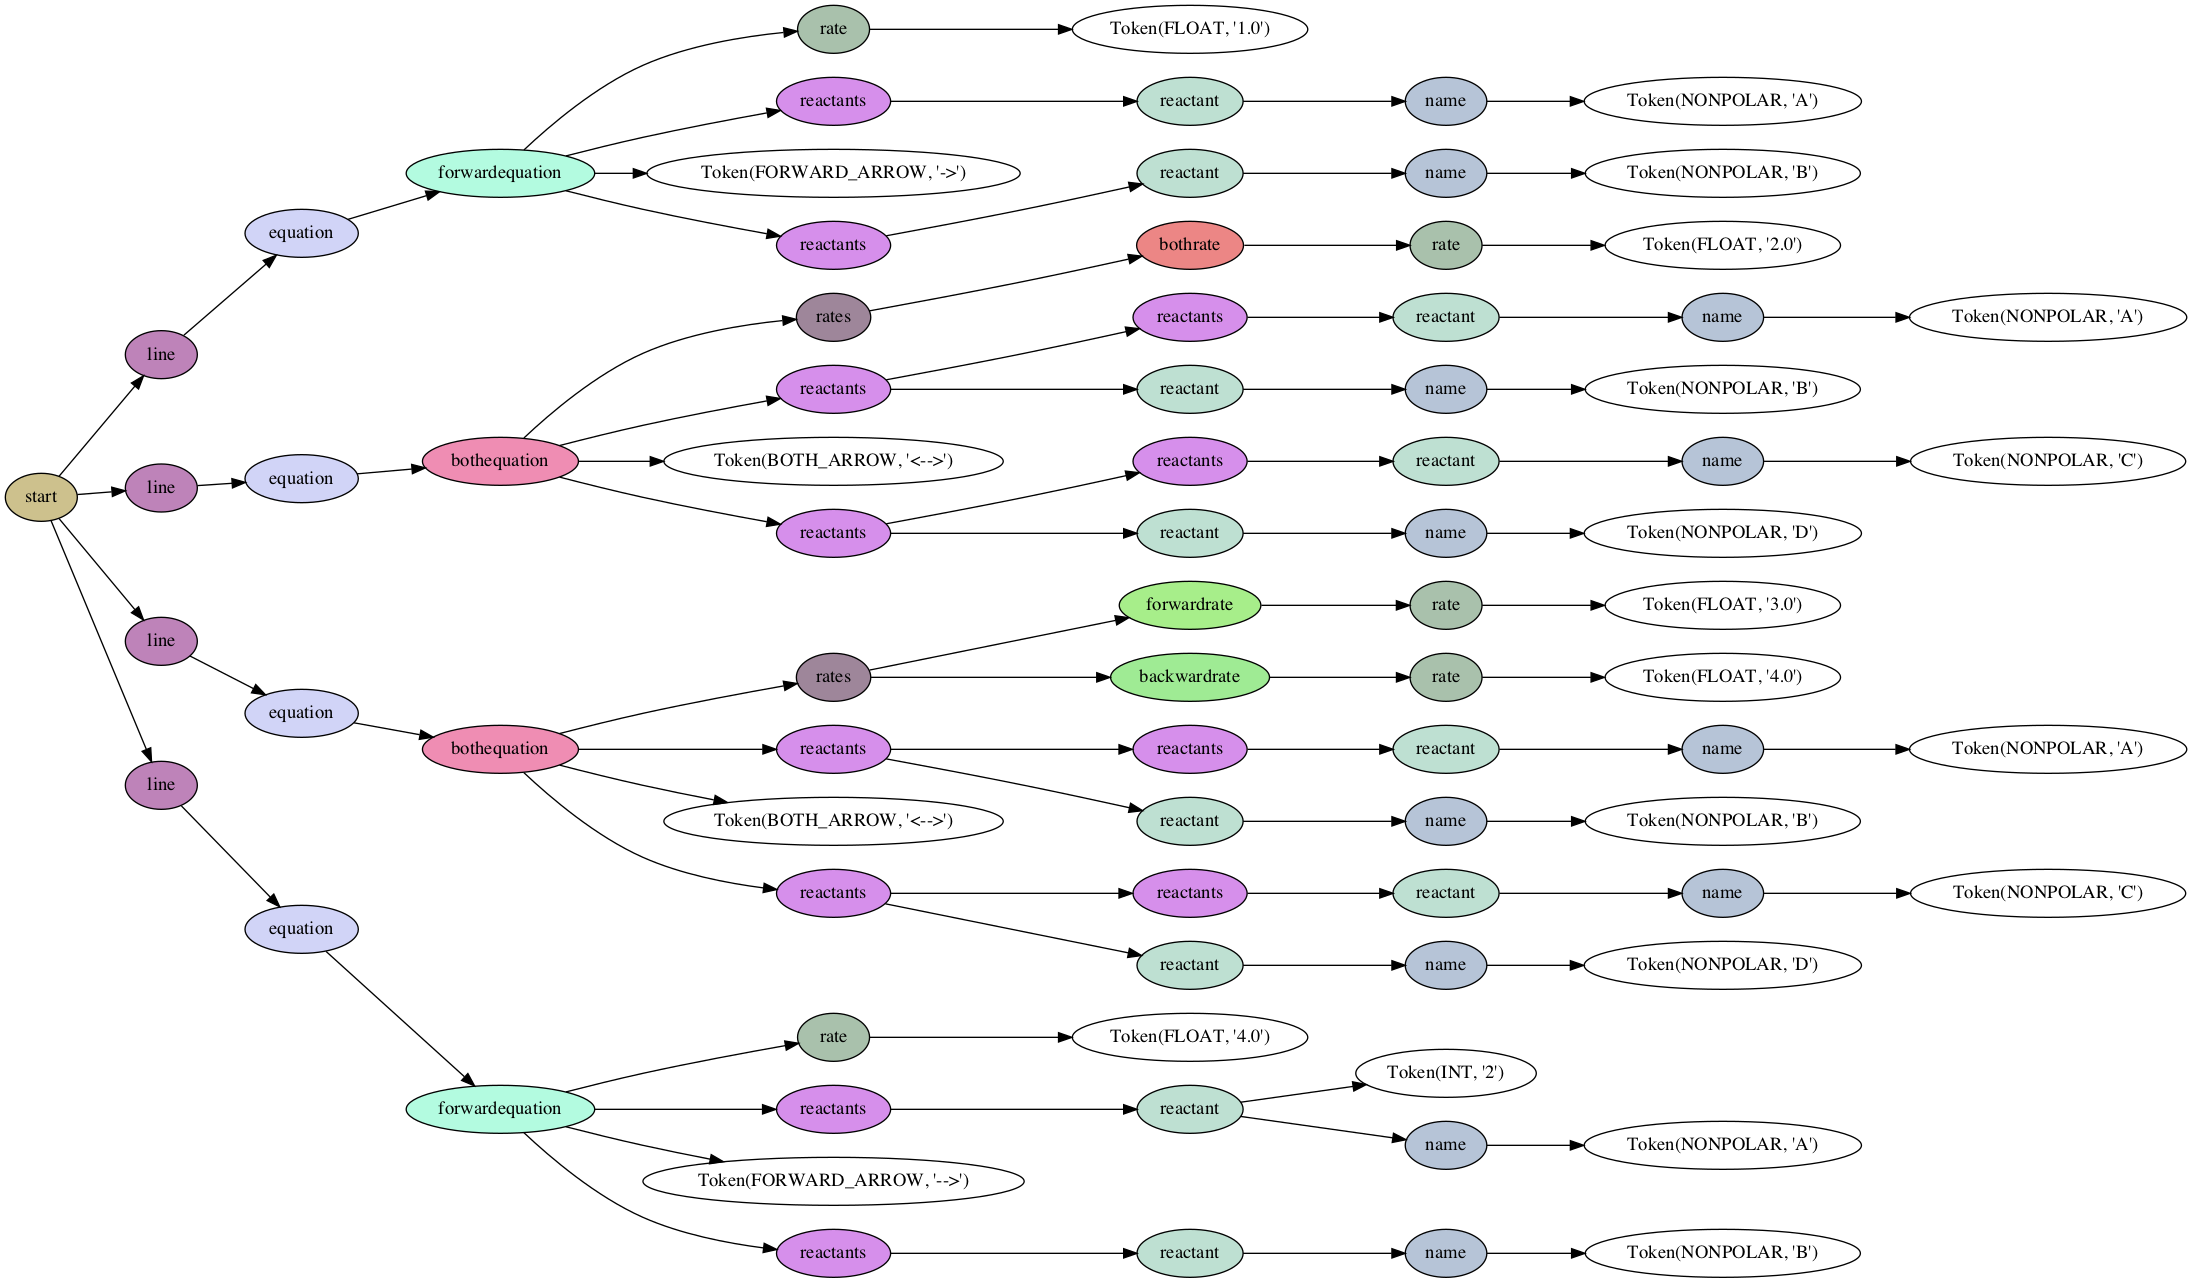 rate Token(FLOAT, '1.0')
reactants reactant name Token(NONPOLAR, 'A')
forwardequation Token(FORWARD_ARROW, '->') reactant name Token(NONPOLAR, 'B')
equation
reactants bothrate rate Token(FLOAT, '2.0')
rates reactants reactant name Token(NONPOLAR, 'A')
line
reactants reactant name Token(NONPOLAR, 'B')
bothequation Token(BOTH_ARROW, '<-->') reactants reactant name Token(NONPOLAR, 'C')
line equation
start
reactants reactant name Token(NONPOLAR, 'D')
forwardrate rate Token(FLOAT, '3.0')
line
rates backwardrate rate Token(FLOAT, '4.0')
equation
bothequation reactants reactants reactant name Token(NONPOLAR, 'A')
line
Token(BOTH_ARROW, '<-->') reactant name Token(NONPOLAR, 'B')
reactants reactants reactant name Token(NONPOLAR, 'C')
equation
reactant name Token(NONPOLAR, 'D')
rate Token(FLOAT, '4.0')
Token(INT, '2')
forwardequation reactants reactant
name Token(NONPOLAR, 'A')
Token(FORWARD_ARROW, '-->')
reactants reactant name Token(NONPOLAR, 'B')